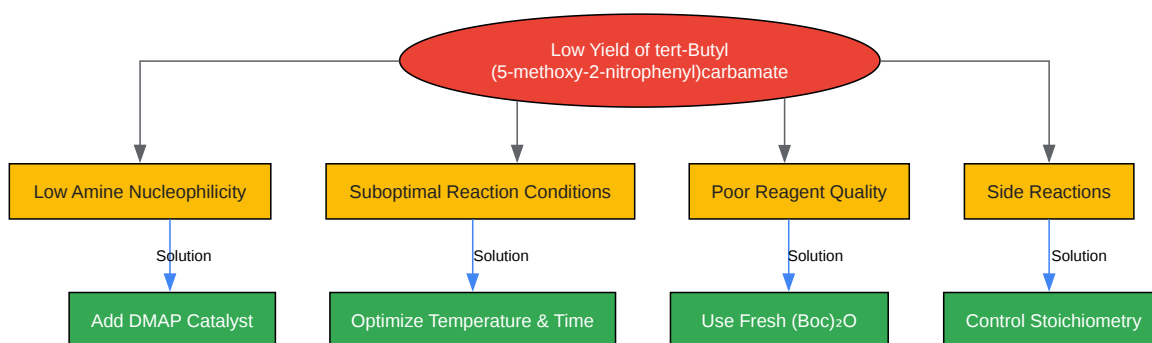 Low Yield of tert-Butyl
(5-methoxy-2-nitrophenyl)carbamate
Low Amine Nucleophilicity
Suboptimal Reaction Conditions
Poor Reagent Quality
Side Reactions
Solution
Solution
Solution
Solution
Add DMAP Catalyst
Optimize Temperature & Time
Use Fresh (Boc)₂O
Control Stoichiometry